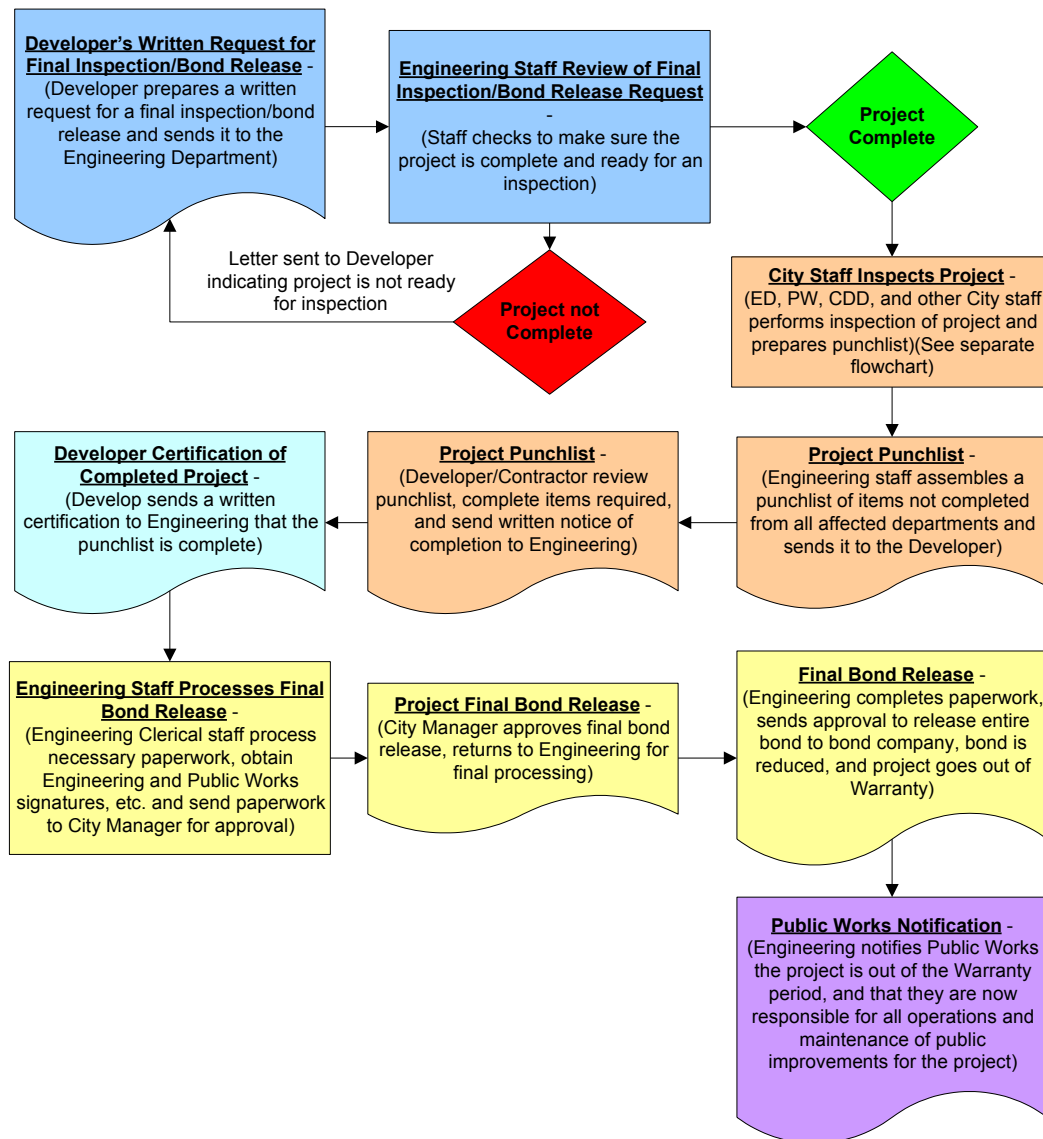 Developer's Written Request for
Final Inspection/Bond Release -
(Developer prepares a written
request for a final inspection/bond
release and sends it to the
Engineering Department)
Engineering Staff Review of Final
Inspection/Bond Release Request
-
(Staff checks to make sure the
project is complete and ready for an
inspection)
Project
Complete
Letter sent to Developer
indicating project is not ready
for inspection
Project not
Complete
City Staff Inspects Project -
(ED, PW, CDD, and other City staff
performs inspection of project and
prepares punchlist)(See separate
flowchart)
Project Punchlist -
(Engineering staff assembles a
punchlist of items not completed
from all affected departments and
sends it to the Developer)
Project Punchlist -
(Developer/Contractor review
punchlist, complete items required,
and send written notice of
completion to Engineering)
Developer Certification of
Completed Project -
(Develop sends a written
certification to Engineering that the
punchlist is complete)
Engineering Staff Processes Final
Bond Release -
(Engineering Clerical staff process
necessary paperwork, obtain
Engineering and Public Works
signatures, etc. and send paperwork
to City Manager for approval)
Project Final Bond Release -
(City Manager approves final bond
release, returns to Engineering for
final processing)
Final Bond Release -
(Engineering completes paperwork,
sends approval to release entire
bond to bond company, bond is
reduced, and project goes out of
Warranty)
Public Works Notification -
(Engineering notifies Public Works
the project is out of the Warranty
period, and that they are now
responsible for all operations and
maintenance of public
improvements for the project)